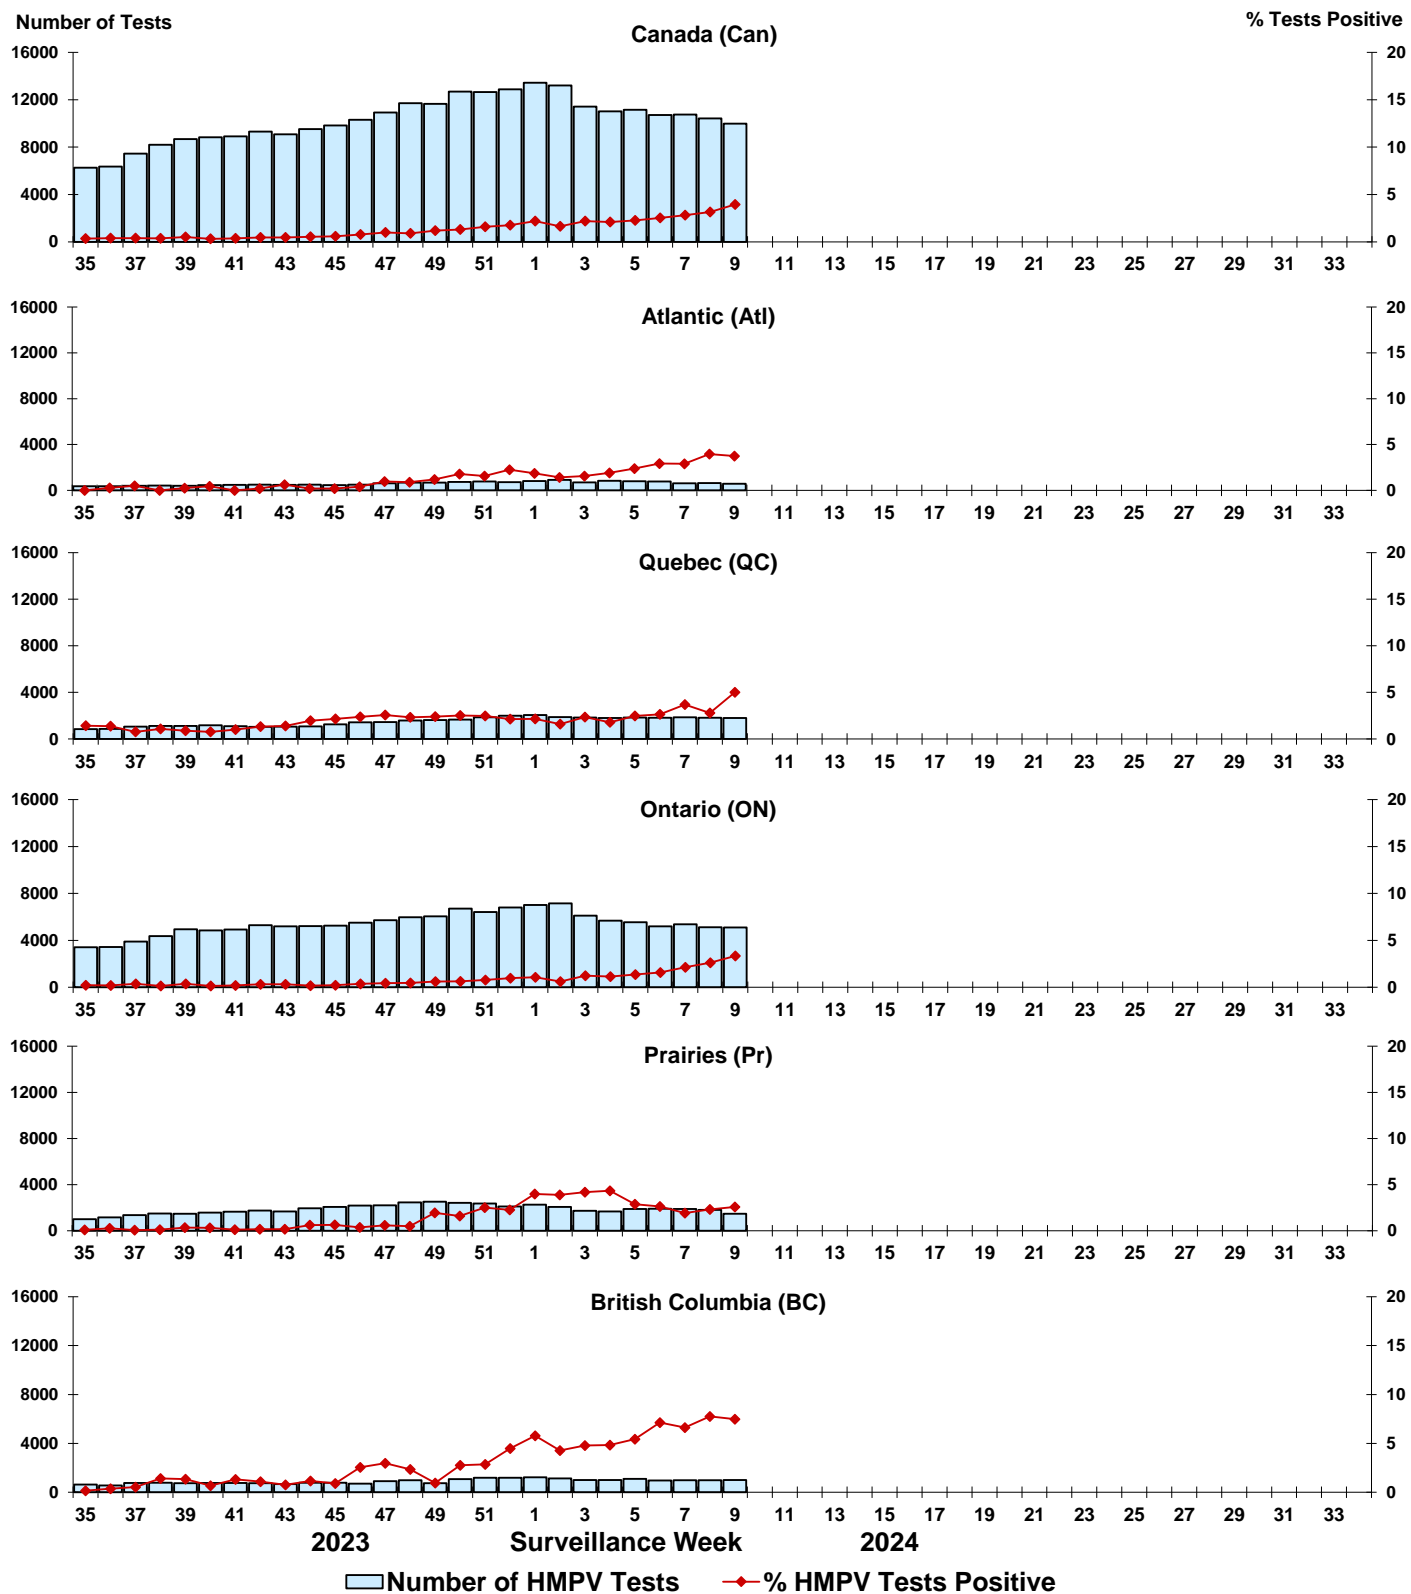 Number of Tests
% Tests Positive
Canada (Can)
16000 20
12000 15
8000 10
4000 5
0 0
35 37 39 41 43 45 47 49 51 1 3 5 7 9 11 13 15 17 19 21 23 25 27 29 31 33
Atlantic (Atl)
16000 20
12000 15
8000 10
4000 5
0 0
35 37 39 41 43 45 47 49 51 1 3 5 7 9 11 13 15 17 19 21 23 25 27 29 31 33
Quebec (QC)
16000 20
12000 15
8000 10
4000 5
0 0
35 37 39 41 43 45 47 49 51 1 3 5 7 9 11 13 15 17 19 21 23 25 27 29 31 33
Ontario (ON)
16000 20
12000 15
8000 10
4000 5
0 0
35 37 39 41 43 45 47 49 51 1 3 5 7 9 11 13 15 17 19 21 23 25 27 29 31 33
Prairies (Pr)
16000 20
12000 15
8000 10
4000 5
0 0
35 37 39 41 43 45 47 49 51 1 3 5 7 9 11 13 15 17 19 21 23 25 27 29 31 33
British Columbia (BC)
16000 20
12000 15
8000 10
4000 5
0 0
35 37 39 41 43 45 47 49 51 1 3 5 7 9 11 13 15 17 19 21 23 25 27 29 31 33
2023 Surveillance Week 2024
Number of HMPV Tests % HMPV Tests Positive